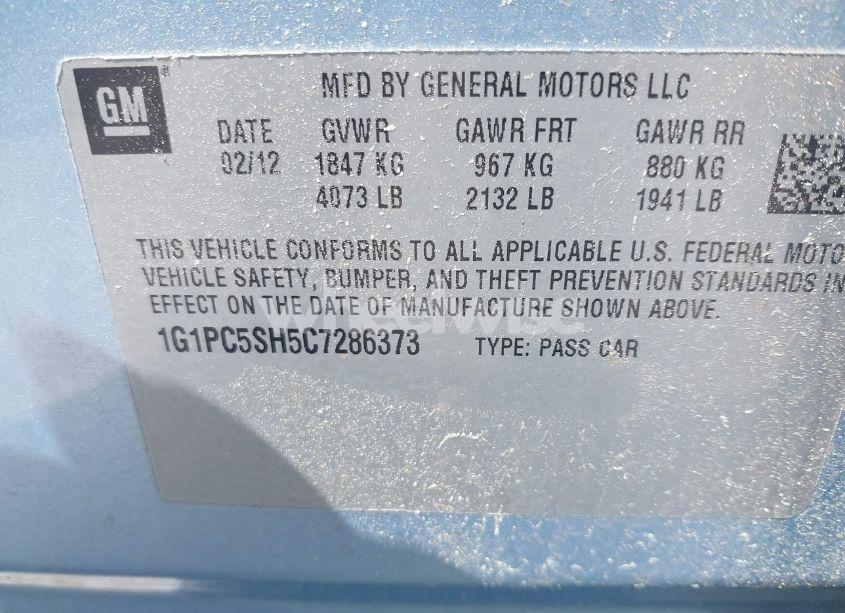 GM®
MFD BY GENERAL MOTORS LLC
DATE GVWR GAWR FRT GAWR RR
02/12 1847 KG 967 KG 880 KG
4073 LB 2132 LB 1941 LB
THIS VEHICLE CONFORMS TO ALL APPLICABLE U.S. FEDERAL MOTO
VEHICLE SAFETY, BUMPER, AND THEFT PREVENTION STANDARDS IN
EFFECT ON THE DATE OF MANUFACTURE SHOWN ABOVE.
WheelWise
1G1PC5SH5C7286373 TYPE: PASS CAR